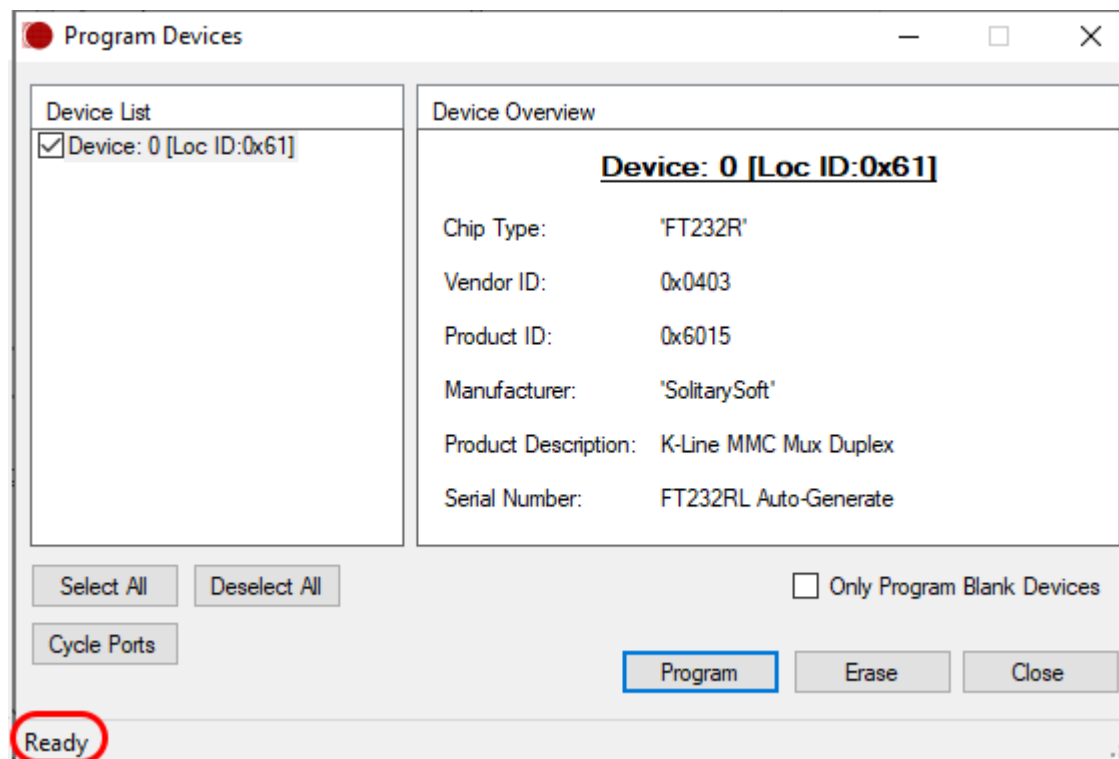 Program Devices
Device List
Device: 0 [Loc ID:0x61]
Device Overview
Device: 0 [Loc ID:0x61]
Chip Type: 'FT232R'
Vendor ID: 0x0403
Product ID: 0x6015
Manufacturer: 'SolitarySoft'
Product Description: K-Line MMC Mux Duplex
Serial Number: FT232RL Auto-Generate
Select All Deselect All Only Program Blank Devices
Cycle Ports
Program Erase Close
Ready